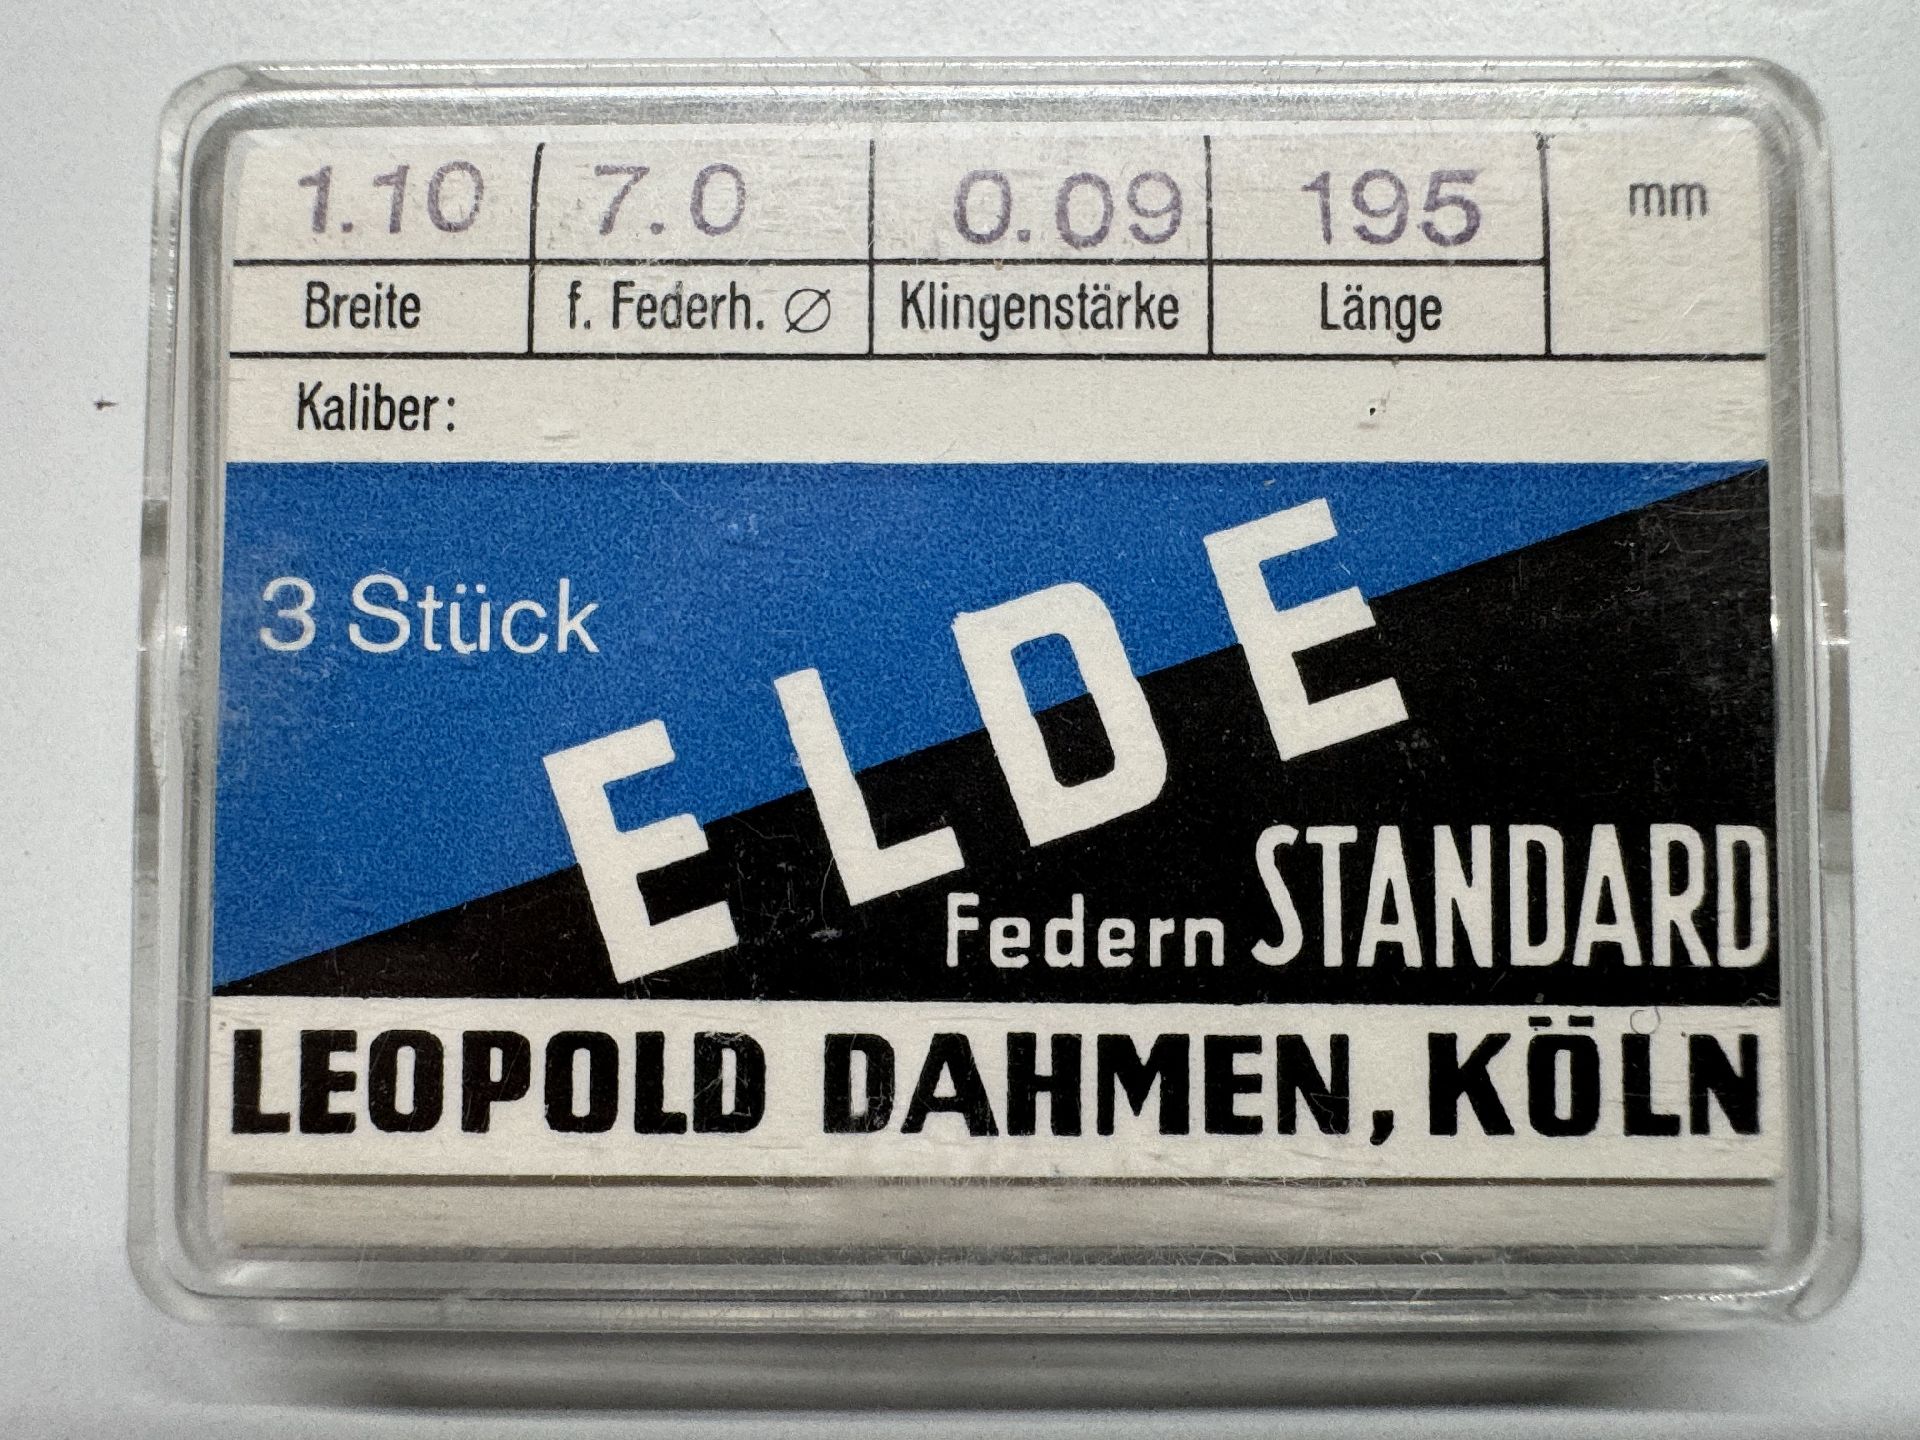 1.10 7.0 0.09 195 mm
Breite f. Federh. ∅ Klingenstärke Länge
Kaliber:
3 Stück
ELDE
Federn STANDARD
LEOPOLD DAHMEN, KÖLN